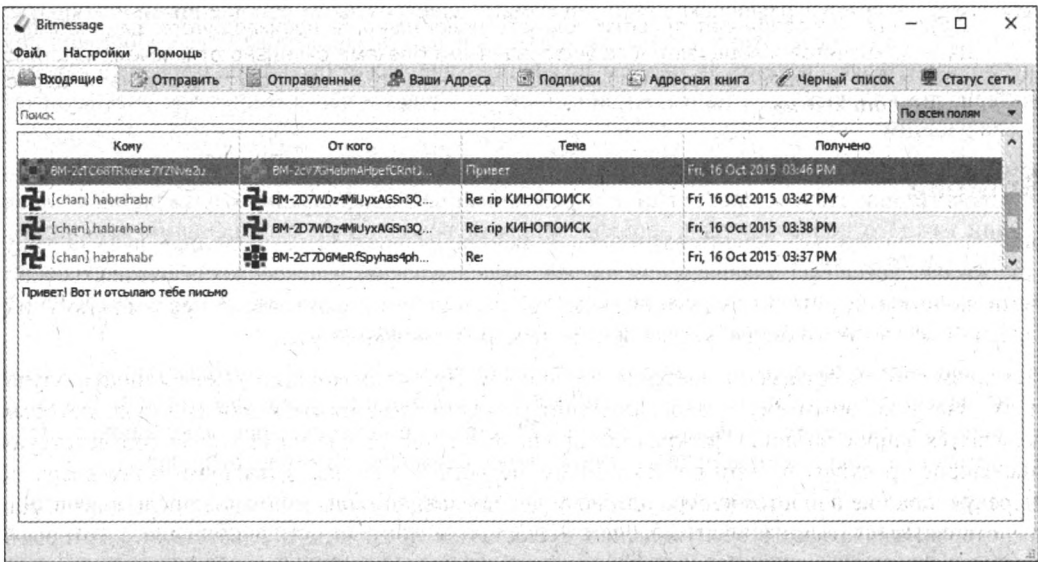 Bitmessage
Файл Настройки Помощь
Входящие Отправить Отправленные Ваши Адреса Подписки Адресная книга Черный список Статус сети
Поиск По всем полям
Кому От кого Тема Получено
Привет Fri, 16 Oct 2015 03:46 PM
[chan] habrahabr BM-2D7WDz4MiUyxAGSn3Q... Re: rip КИНОПОИСК Fri, 16 Oct 2015 03:42 PM
[chan] habrahabr BM-2D7WDz4MiUyxAGSn3Q... Re: rip КИНОПОИСК Fri, 16 Oct 2015 03:38 PM
[chan] habrahabr BM-2cT7D6MeRfSpyhas4ph... Re: Fri, 16 Oct 2015 03:37 PM
Привет! Вот и отсылаю тебе письмо